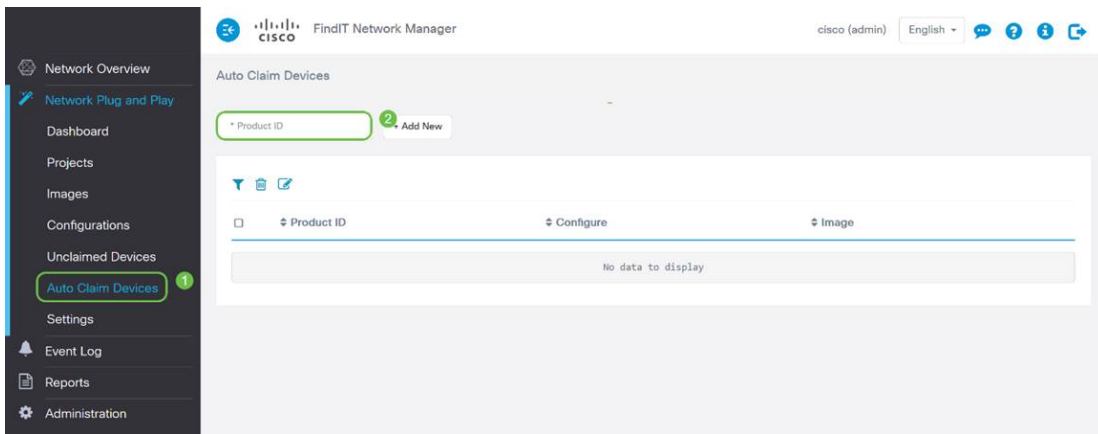 cisco FindIT Network Manager
cisco (admin) English
Network Overview
Network Plug and Play
Dashboard
Projects
Images
Configurations
Unclaimed Devices
Auto Claim Devices 1
Settings
Event Log
Reports
Administration
Auto Claim Devices
* Product ID 2 + Add New
Product ID Configure Image
No data to display